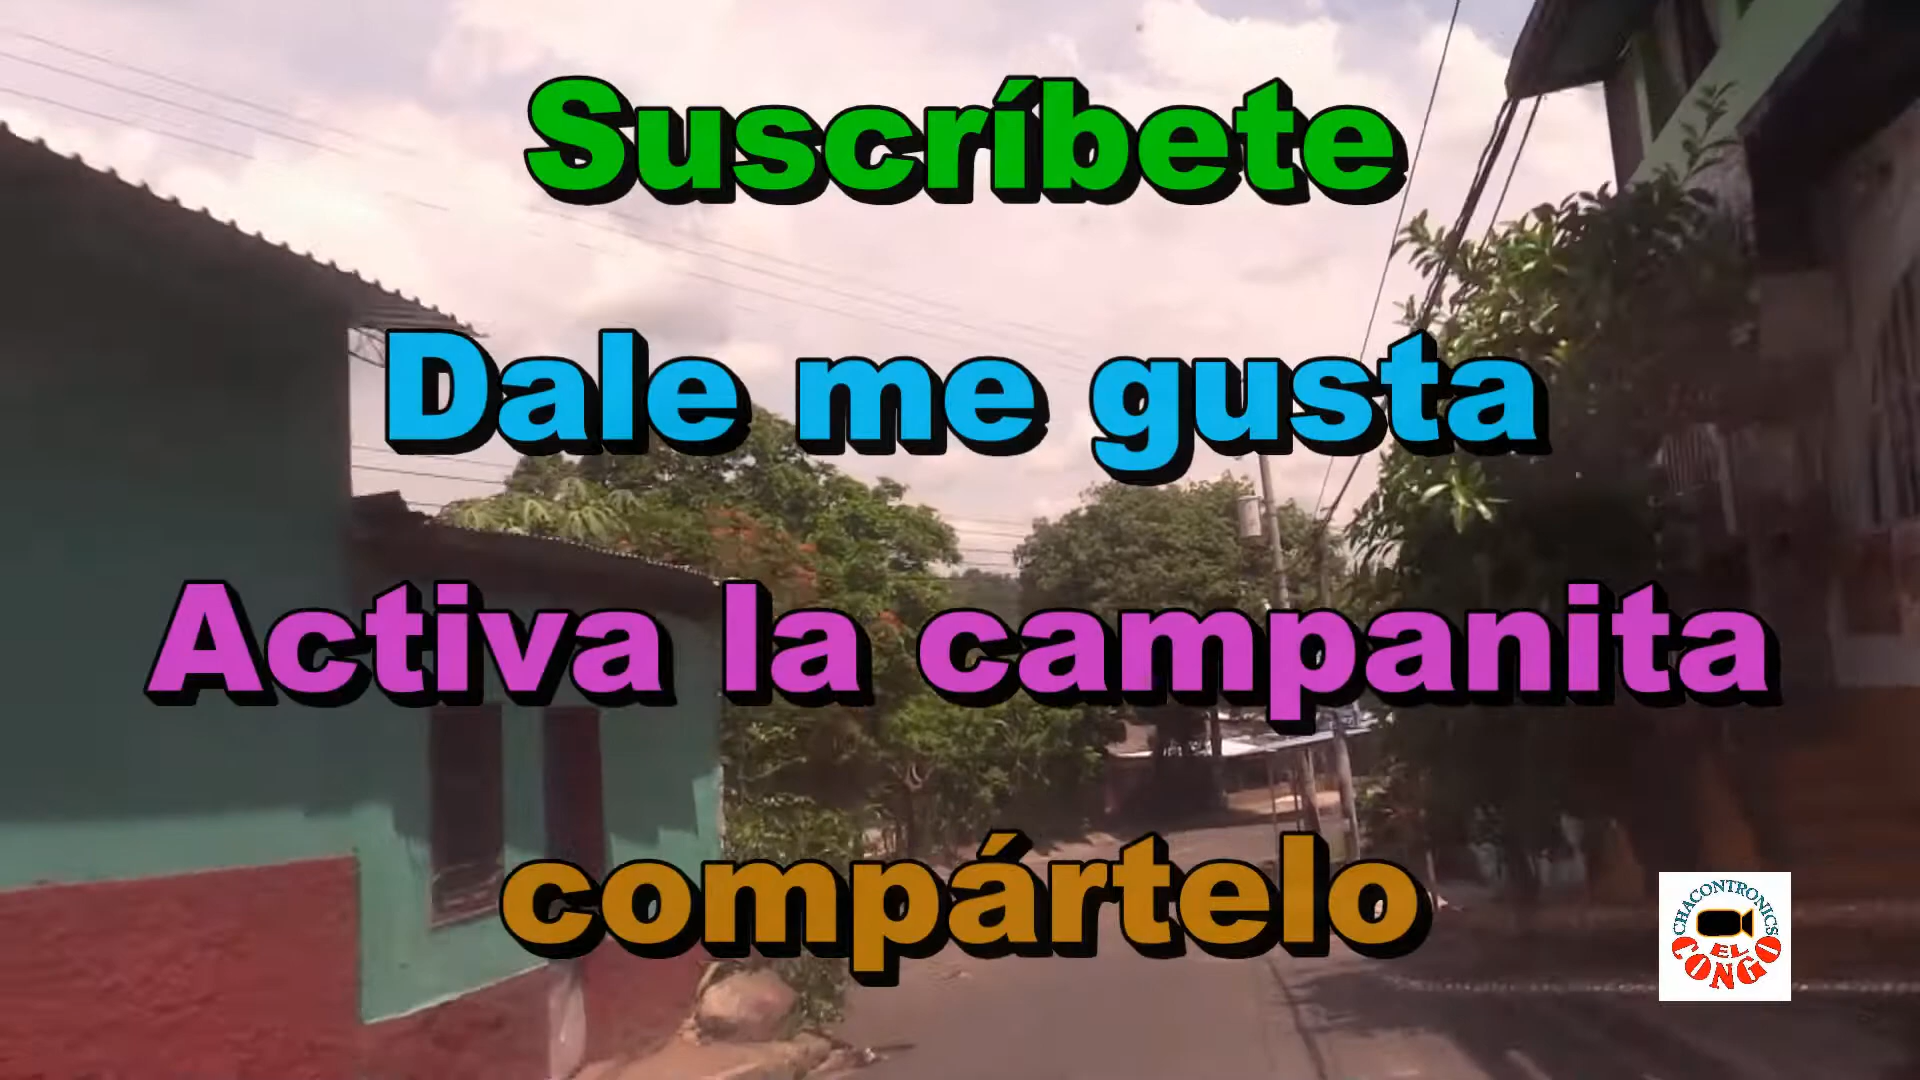 Suscríbete
Dale me gusta
Activa la campanita
compártelo
CHACONTRONICS
EL
CONGO